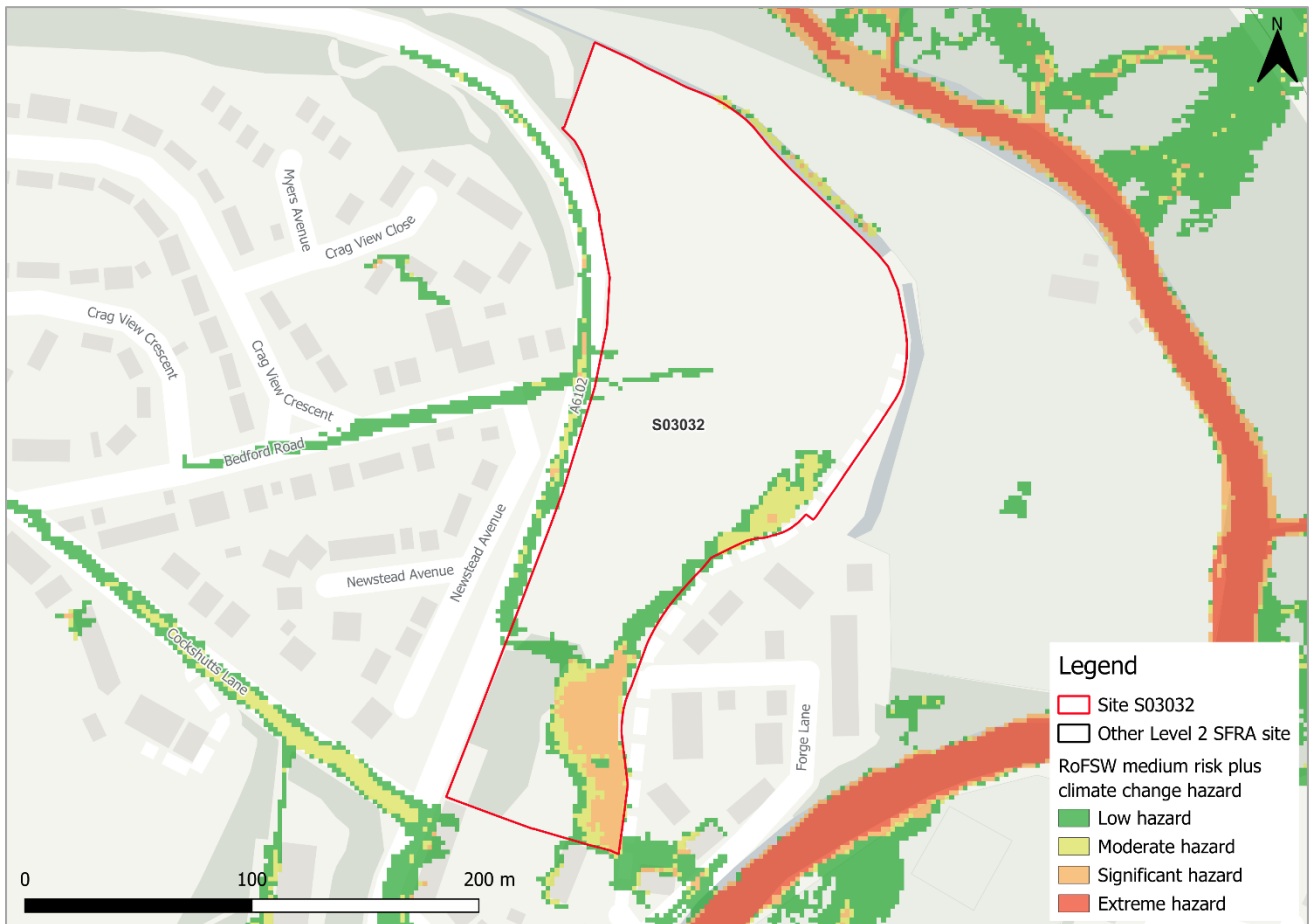 N
Myers Avenue
Crag View Close
Crag View Crescent
Crag View Crescent
A6102
S03032
Bedford Road
Newstead Avenue
Newstead Avenue
Cockshutts Lane
Forge Lane
Legend
Site S03032
Other Level 2 SFRA site
RoFSW medium risk plus
climate change hazard
Low hazard
Moderate hazard
Significant hazard
Extreme hazard
0 100 200 m